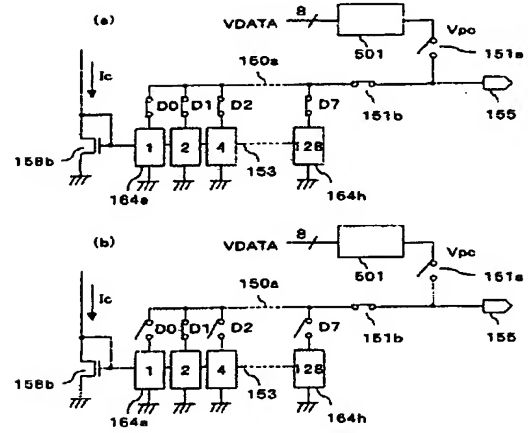 (a)
VDATA 8 501 Vpc 151a
Ic 150a 151b 155
D0 D1 D2 D7
158b 1 2 4 128
164a 153 164h
(b)
VDATA 8 501 Vpc 151a
Ic 150a 151b 155
D0 D1 D2 D7
158b 1 2 4 128
164a 153 164h